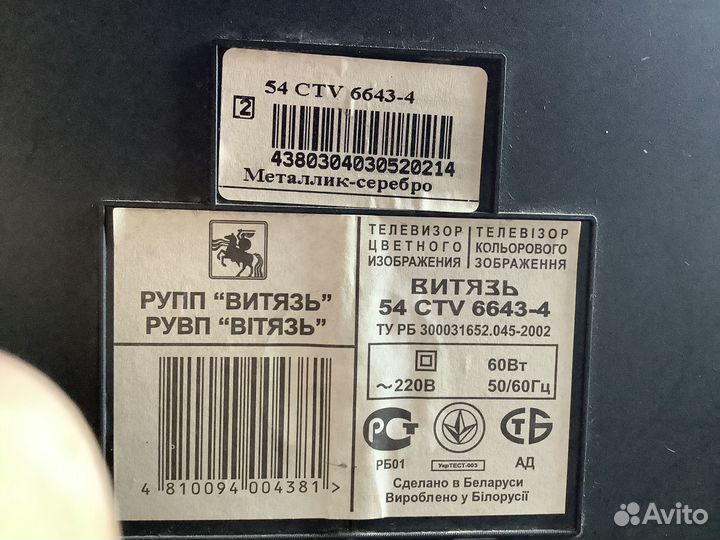 54 CTV 6643-4
2
4380304030520214
Металлик-серебро
РУПП “ВИТЯЗЬ”
РУВП “ВІТЯЗЬ”
4 810094 004381 >
ТЕЛЕВИЗОР
ЦВЕТНОГО
ИЗОБРАЖЕНИЯ
ТЕЛЕВІЗОР
КОЛЬОРОВОГО
ЗОБРАЖЕННЯ
ВИТЯЗЬ
54 CTV 6643-4
ТУ РБ 300031652.045-2002
60Вт
~220В 50/60Гц
РСТ
СТБ
РБ01
УкрТЕСТ-003
АД
Сделано в Беларуси
Вироблено у Білорусії
Avito